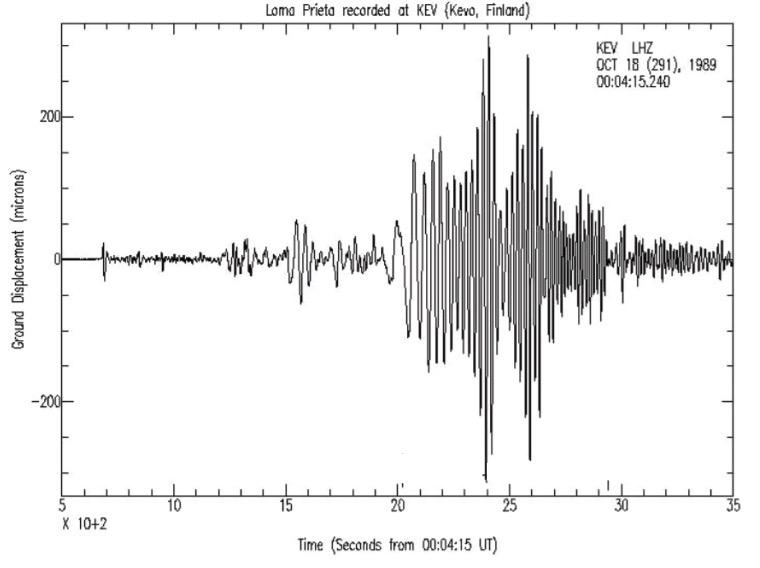 Loma Prieta recorded at KEV (Kevo, Finland)
KEV LHZ
OCT 18 (291), 1989
00:04:15.240
Ground Displacement (microns)
200
0
-200
5 10 15 20 25 30 35
X 10+2
Time (Seconds from 00:04:15 UT)